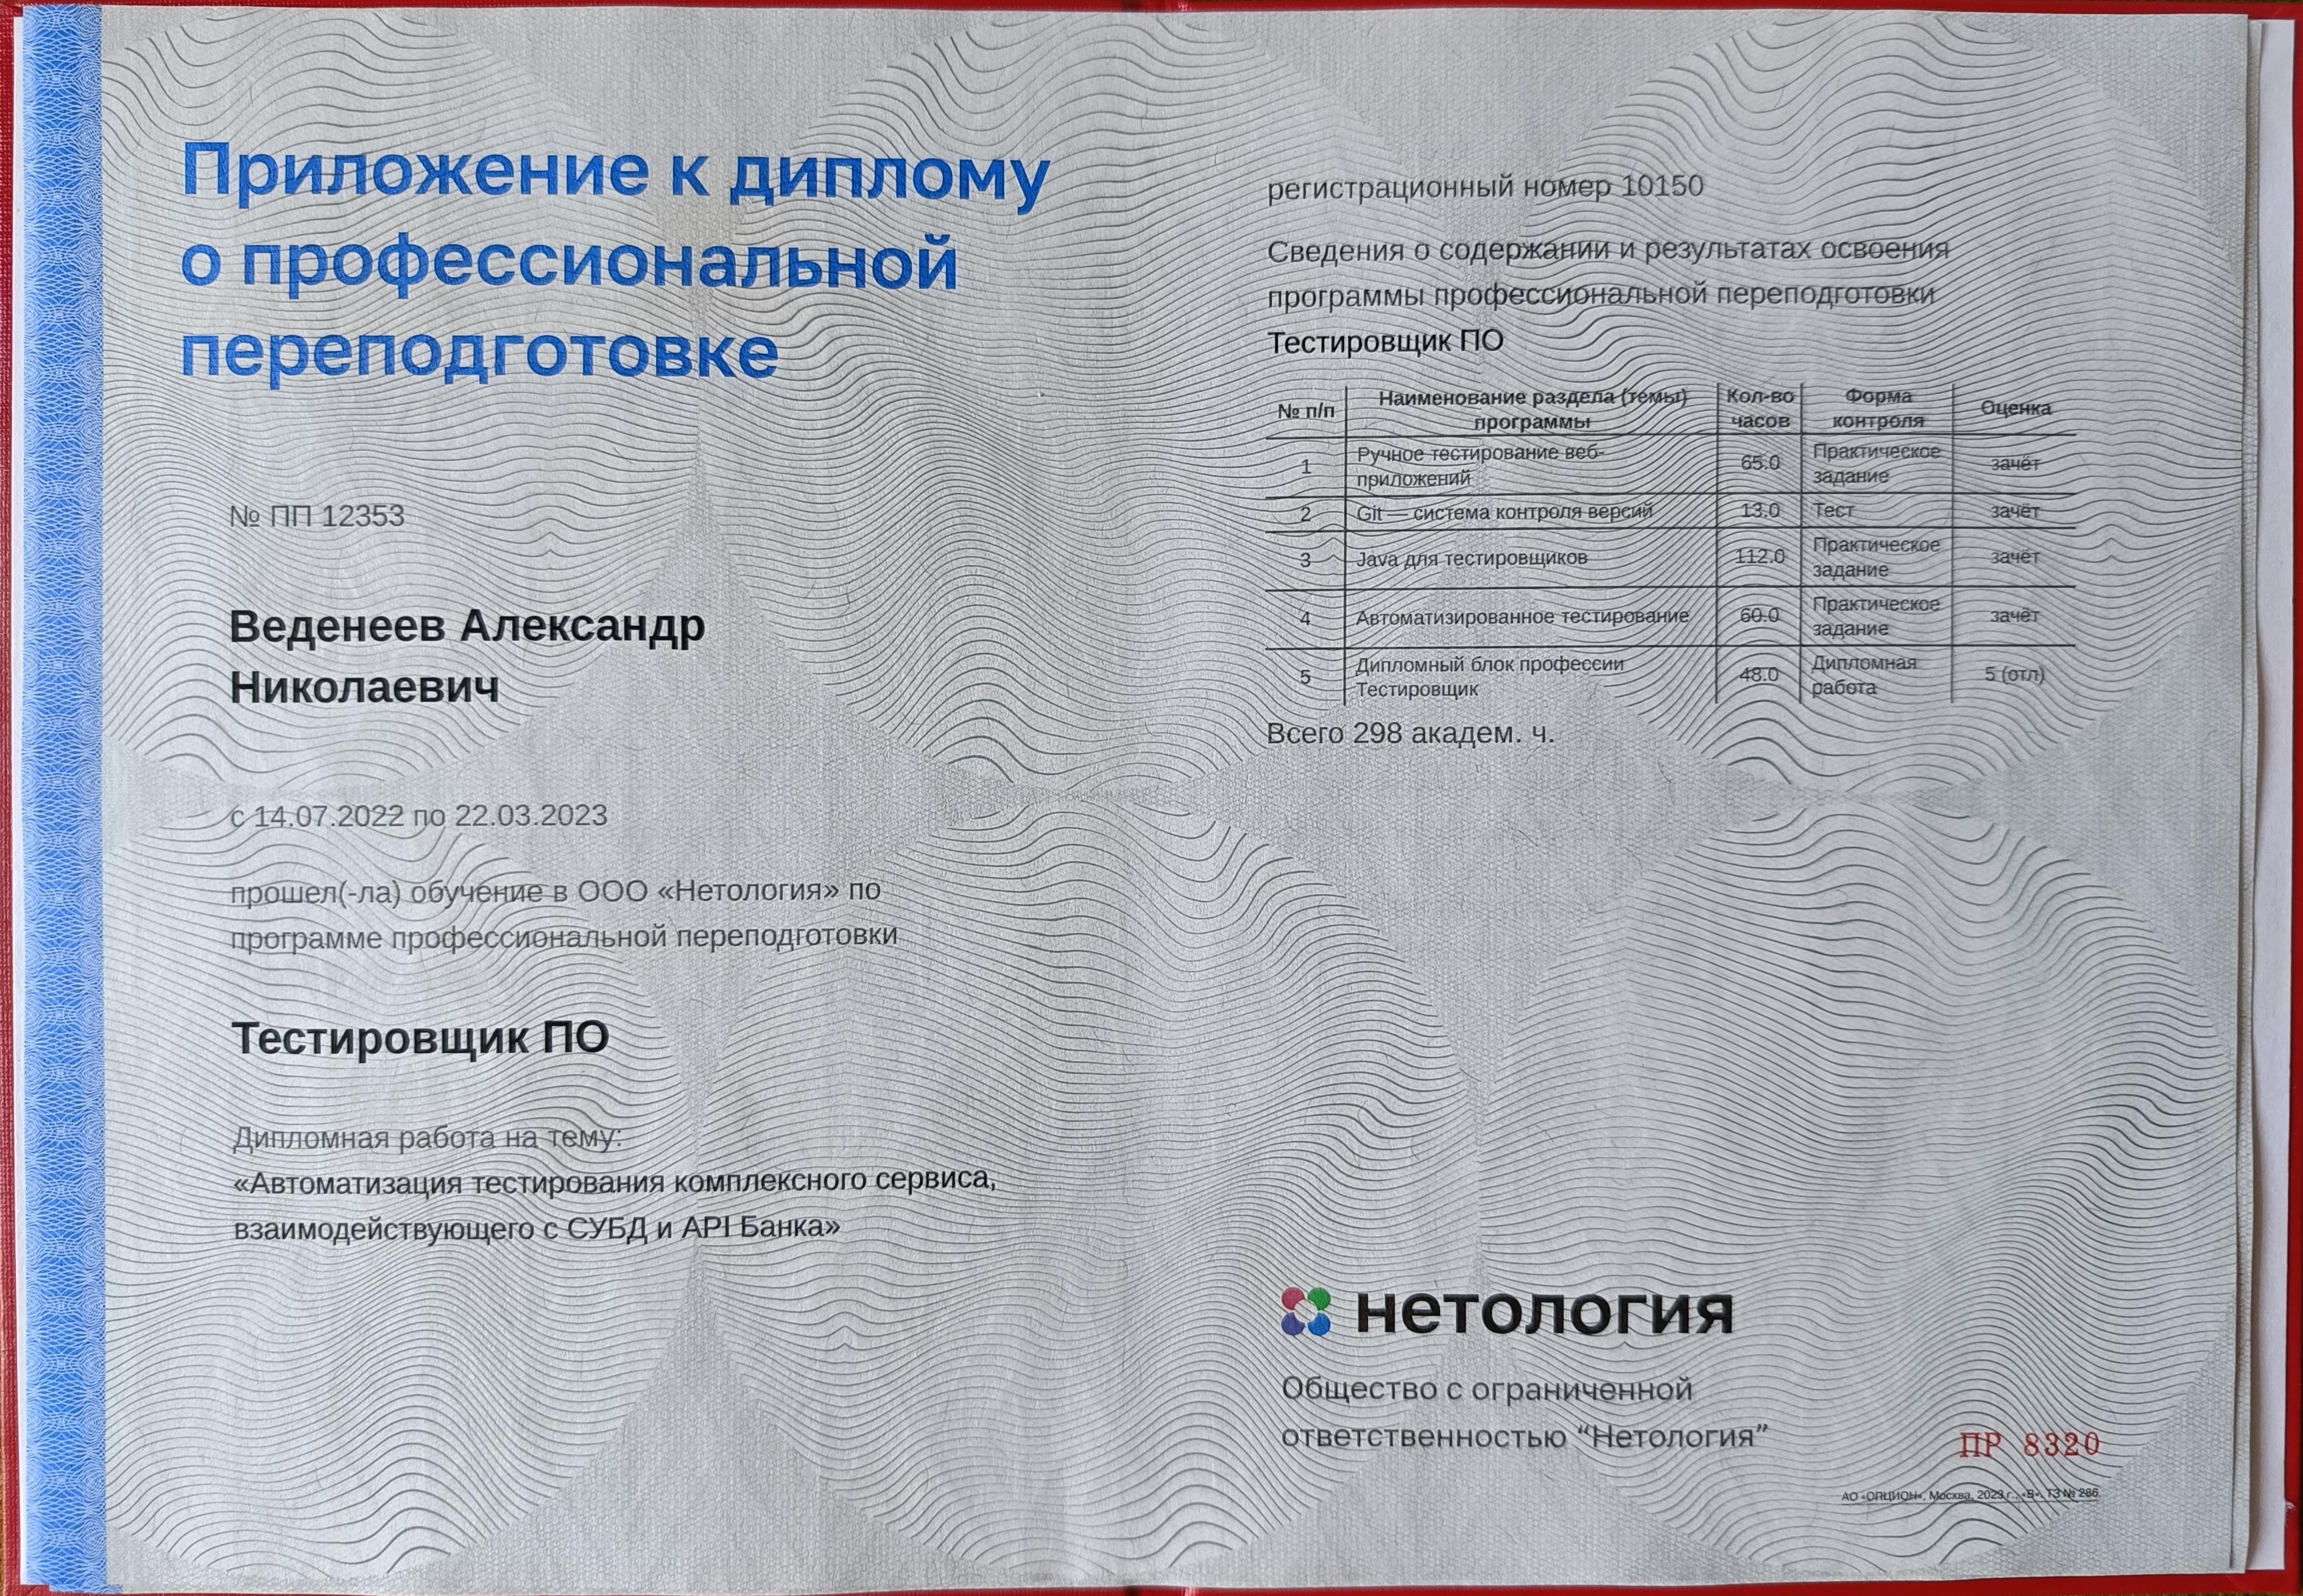 Приложение к диплому
о профессиональной
переподготовке
№ ПП 12353
Веденеев Александр
Николаевич
с 14.07.2022 по 22.03.2023
прошел(-ла) обучение в ООО «Нетология» по
программе профессиональной переподготовки
Тестировщик ПО
Дипломная работа на тему:
«Автоматизация тестирования комплексного сервиса,
взаимодействующего с СУБД и API Банка»
регистрационный номер 10150
Сведения о содержании и результатах освоения
программы профессиональной переподготовки
Тестировщик ПО
№ п/п Наименование раздела (темы) программы Кол-во часов Форма контроля Оценка
1 Ручное тестирование веб-приложений 65.0 Практическое задание зачёт
2 Git — система контроля версий 13.0 Тест зачёт
3 Java для тестировщиков 112.0 Практическое задание зачёт
4 Автоматизированное тестирование 60.0 Практическое задание зачёт
5 Дипломный блок профессии Тестировщик 48.0 Дипломная работа 5 (отл)
Всего 298 академ. ч.
нетология
Общество с ограниченной
ответственностью “Нетология”
ПР 8320
АО «ОПЦИОН», Москва, 2023 г., «В». ТЗ № 286.